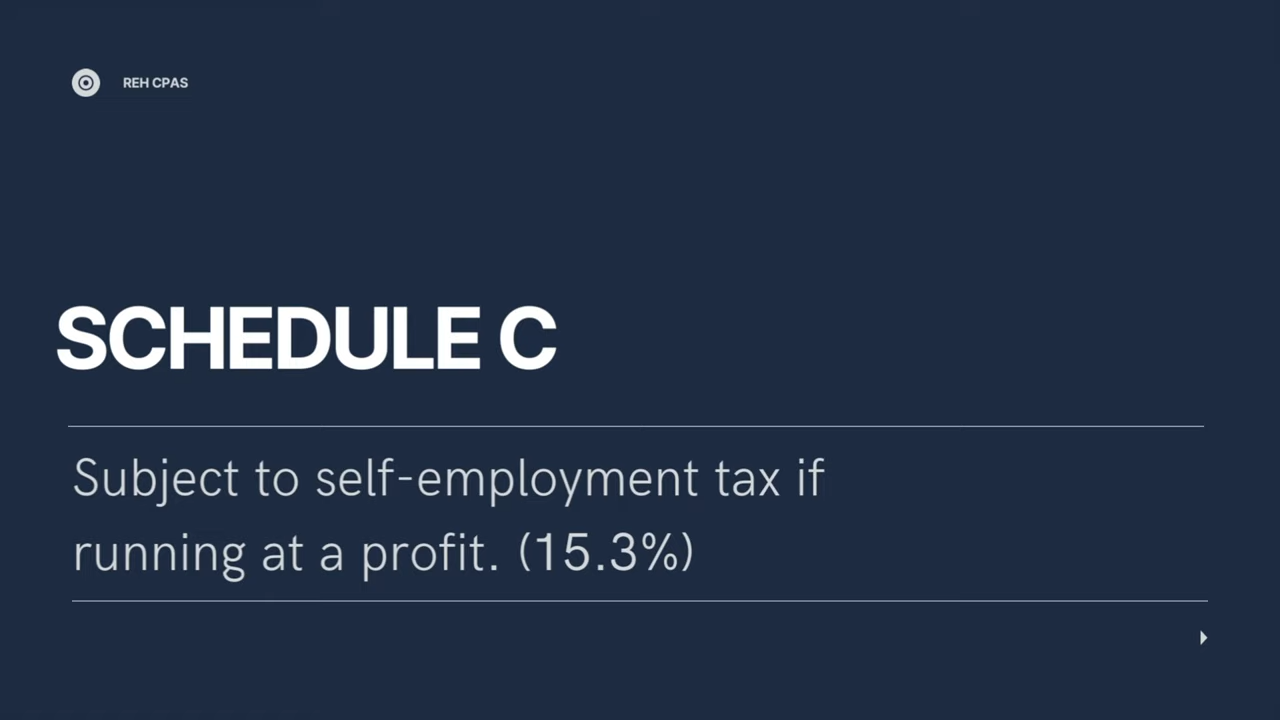 REH CPAS
SCHEDULE C
Subject to self-employment tax if
running at a profit. (15.3%)